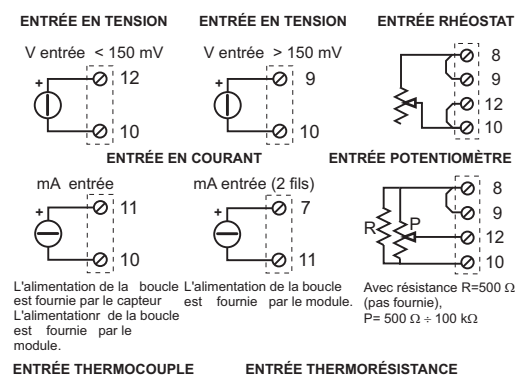 ENTRÉE EN TENSION
V entrée < 150 mV
+
12
10
ENTRÉE EN TENSION
V entrée > 150 mV
+
9
10
ENTRÉE RHÉOSTAT
8
9
12
10
ENTRÉE EN COURANT
mA entrée
+
11
10
L'alimentation de la boucle
est fournie par le capteur
L'alimentationr de la boucle
est fournie par le
module.
mA entrée (2 fils)
+
7
11
L'alimentation de la boucle
est fournie par le module.
ENTRÉE POTENTIOMÈTRE
R
P
8
9
12
10
Avec résistance R=500 Ω
(pas fournie),
P= 500 Ω ÷ 100 kΩ
ENTRÉE THERMOCOUPLE
ENTRÉE THERMORÉSISTANCE